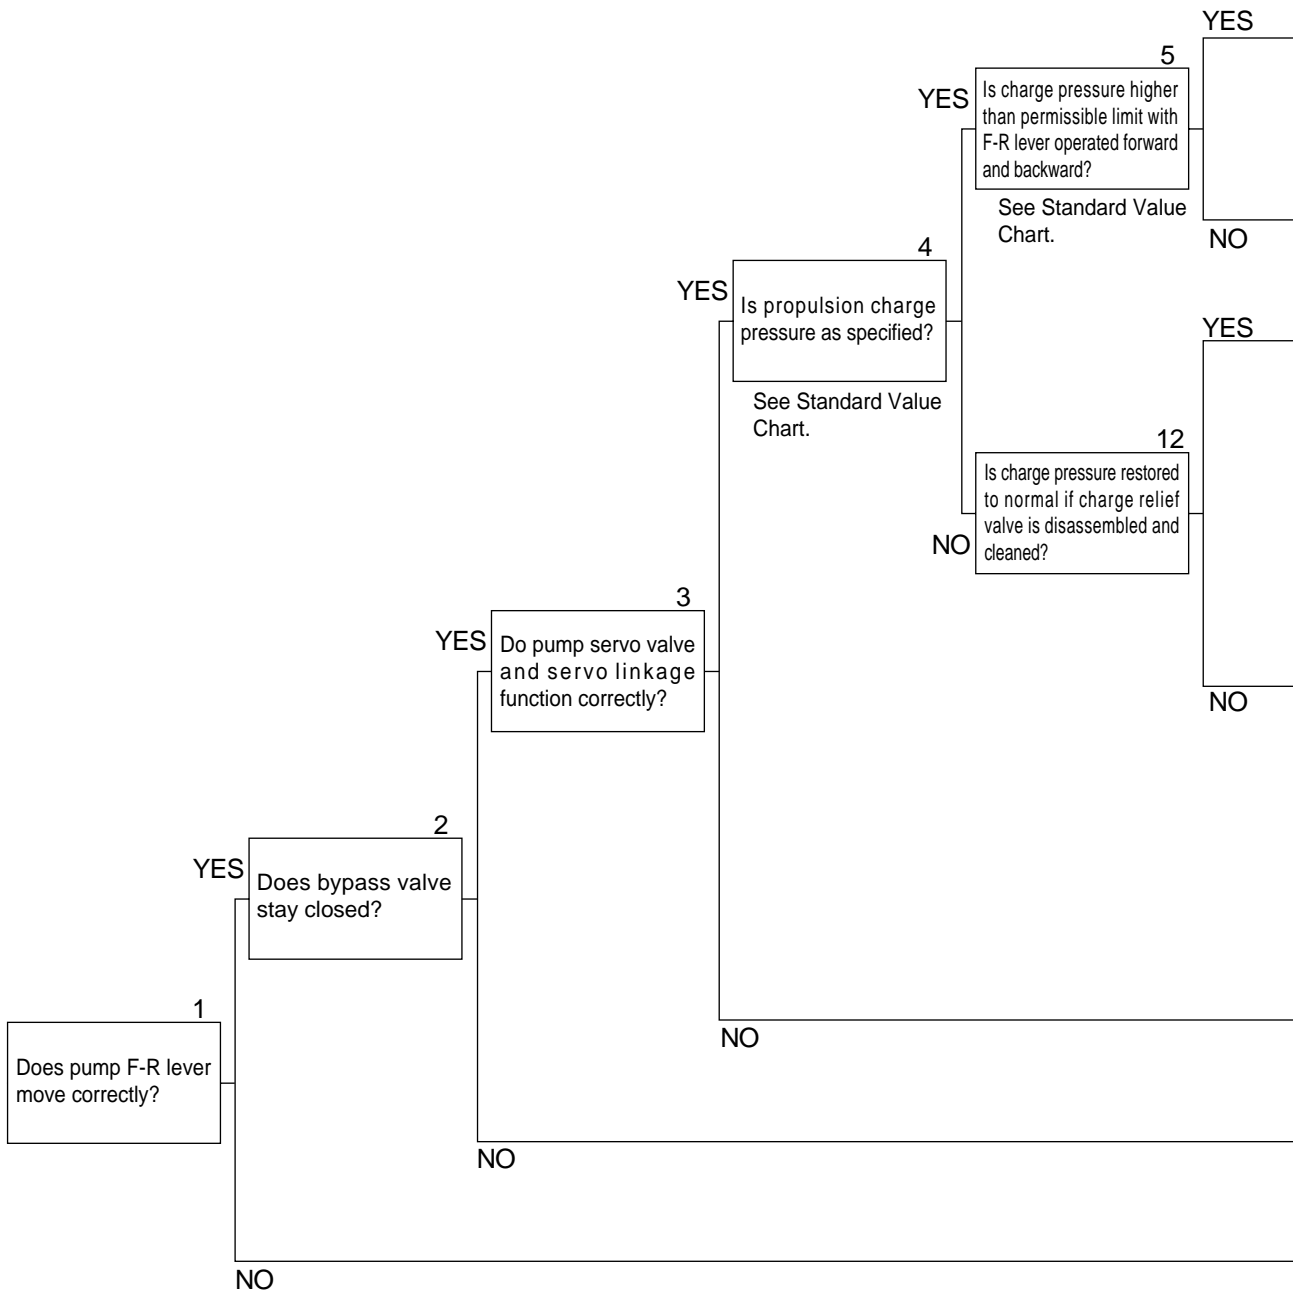 YES
5
YES
Is charge pressure higher
than permissible limit with
F-R lever operated forward
and backward?
See Standard Value
Chart.
NO
4
YES
Is propulsion charge
pressure as specified?
See Standard Value
Chart.
YES
12
Is charge pressure restored
to normal if charge relief
valve is disassembled and
cleaned?
NO
NO
3
YES
Do pump servo valve
and servo linkage
function correctly?
2
YES
Does bypass valve
stay closed?
1
Does pump F-R lever
move correctly?
NO
NO
NO